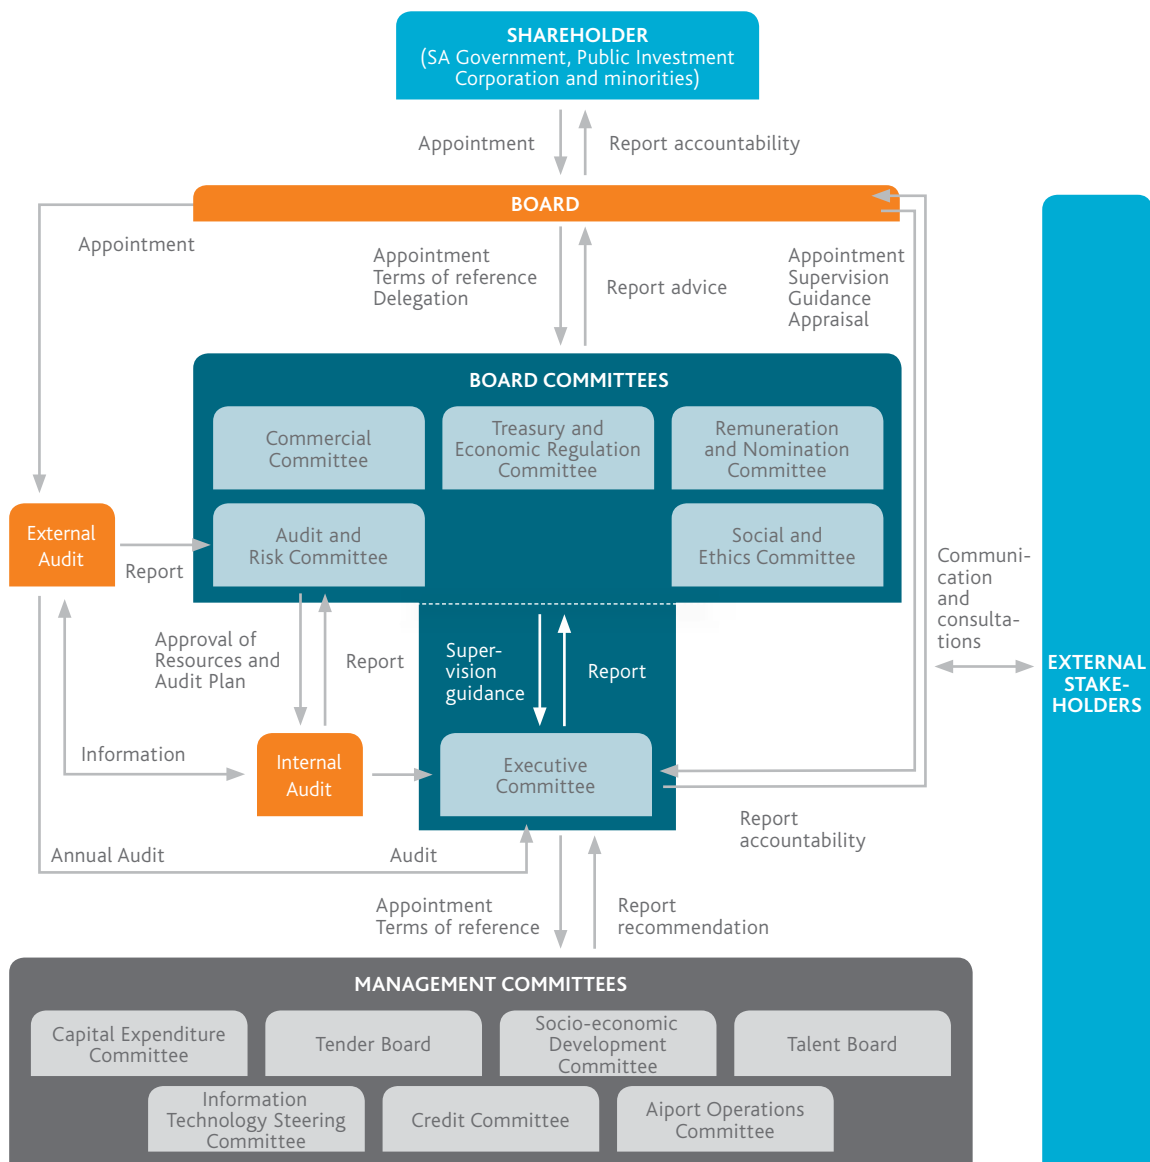 SHAREHOLDER
(SA Government, Public Investment
Corporation and minorities)
Appointment
Report accountability
BOARD
Appointment
Appointment
Terms of reference
Delegation
Report advice
Appointment
Supervision
Guidance
Appraisal
BOARD COMMITTEES
Commercial
Committee
Treasury and
Economic Regulation
Committee
Remuneration
and Nomination
Committee
External
Audit
Report
Audit and
Risk Committee
Social and
Ethics Committee
Communi-
cation
and
consulta-
tions
EXTERNAL
STAKE-
HOLDERS
Approval of
Resources and
Audit Plan
Report
Super-
vision
guidance
Report
Information
Internal
Audit
Executive
Committee
Report
accountability
Annual Audit
Audit
Appointment
Terms of reference
Report
recommendation
MANAGEMENT COMMITTEES
Capital Expenditure
Committee
Tender Board
Socio-economic
Development
Committee
Talent Board
Information
Technology Steering
Committee
Credit Committee
Aiport Operations
Committee